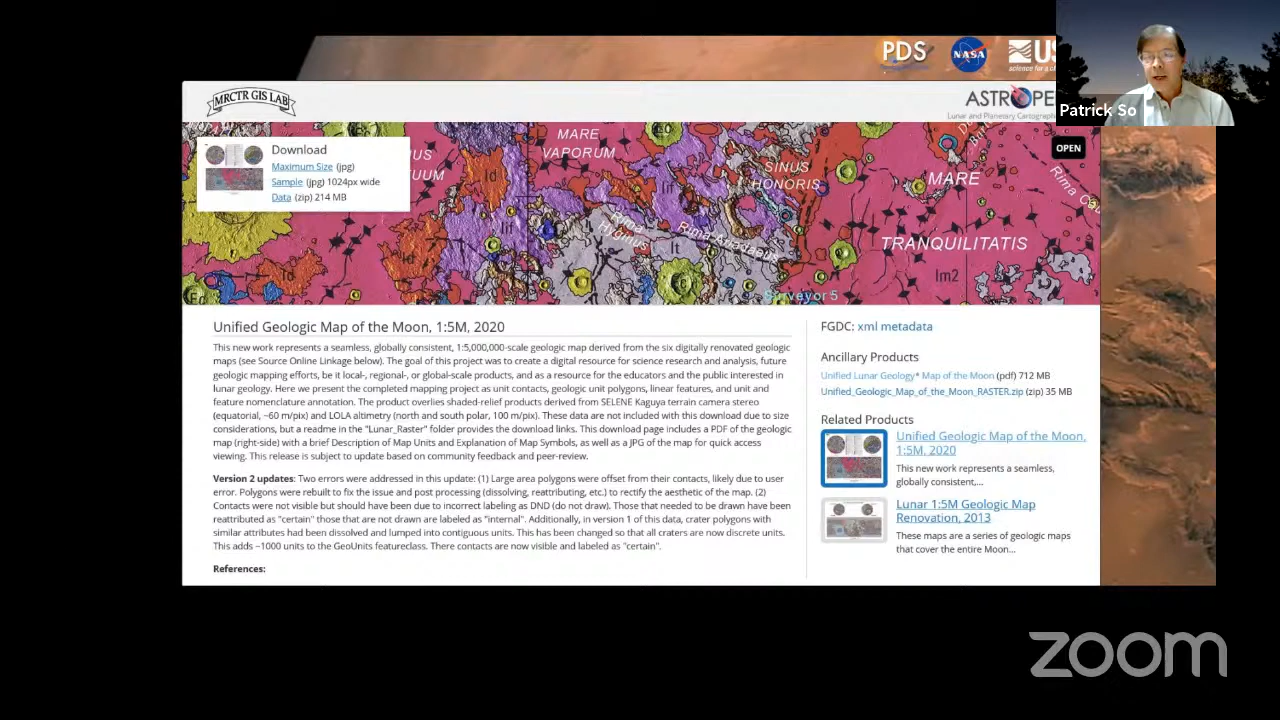 PDS
NASA
US
science for a cha
MRCTR GIS LAB
ASTROPE
Lunar and Planetary Cartograph
Patrick So
OPEN
Download
Maximum Size (jpg)
Sample (jpg) 1024px wide
Data (zip) 214 MB
MARE
VAPORUM
SINUS
HONORIS
MARE
TRANQUILITATIS
Rima
Hyginus
Rima Ariadaeus
Surveyor 5
Im2
Unified Geologic Map of the Moon, 1:5M, 2020
This new work represents a seamless, globally consistent, 1:5,000,000-scale geologic map derived from the six digitally renovated geologic
maps (see Source Online Linkage below). The goal of this project was to create a digital resource for science research and analysis, future
geologic mapping efforts, be it local-, regional-, or global-scale products, and as a resource for the educators and the public interested in
lunar geology. Here we present the completed mapping project as unit contacts, geologic unit polygons, linear features, and unit and
feature nomenclature annotation. The product overlies shaded-relief products derived from SELENE Kaguya terrain camera stereo
(equatorial, ~60 m/pix) and LOLA altimetry (north and south polar, 100 m/pix). These data are not included with this download due to size
considerations, but a readme in the "Lunar_Raster" folder provides the download links. This download page includes a PDF of the geologic
map (right-side) with a brief Description of Map Units and Explanation of Map Symbols, as well as a JPG of the map for quick access
viewing. This release is subject to update based on community feedback and peer-review.
Version 2 updates: Two errors were addressed in this update: (1) Large area polygons were offset from their contacts, likely due to user
error. Polygons were rebuilt to fix the issue and post processing (dissolving, reattributing, etc.) to rectify the aesthetic of the map. (2)
Contacts were not visible but should have been due to incorrect labeling as DND (do not draw). Those that needed to be drawn have been
reattributed as "certain" those that are not drawn are labeled as "internal". Additionally, in version 1 of this data, crater polygons with
similar attributes had been dissolved and lumped into contiguous units. This has been changed so that all craters are now discrete units.
This adds ~1000 units to the GeoUnits featureclass. There contacts are now visible and labeled as "certain".
References:
FGDC: xml metadata
Ancillary Products
Unified Lunar Geology* Map of the Moon (pdf) 712 MB
Unified_Geologic_Map_of_the_Moon_RASTER.zip (zip) 35 MB
Related Products
Unified Geologic Map of the Moon,
1:5M, 2020
This new work represents a seamless,
globally consistent,...
Lunar 1:5M Geologic Map
Renovation, 2013
These maps are a series of geologic maps
that cover the entire Moon...
zoom